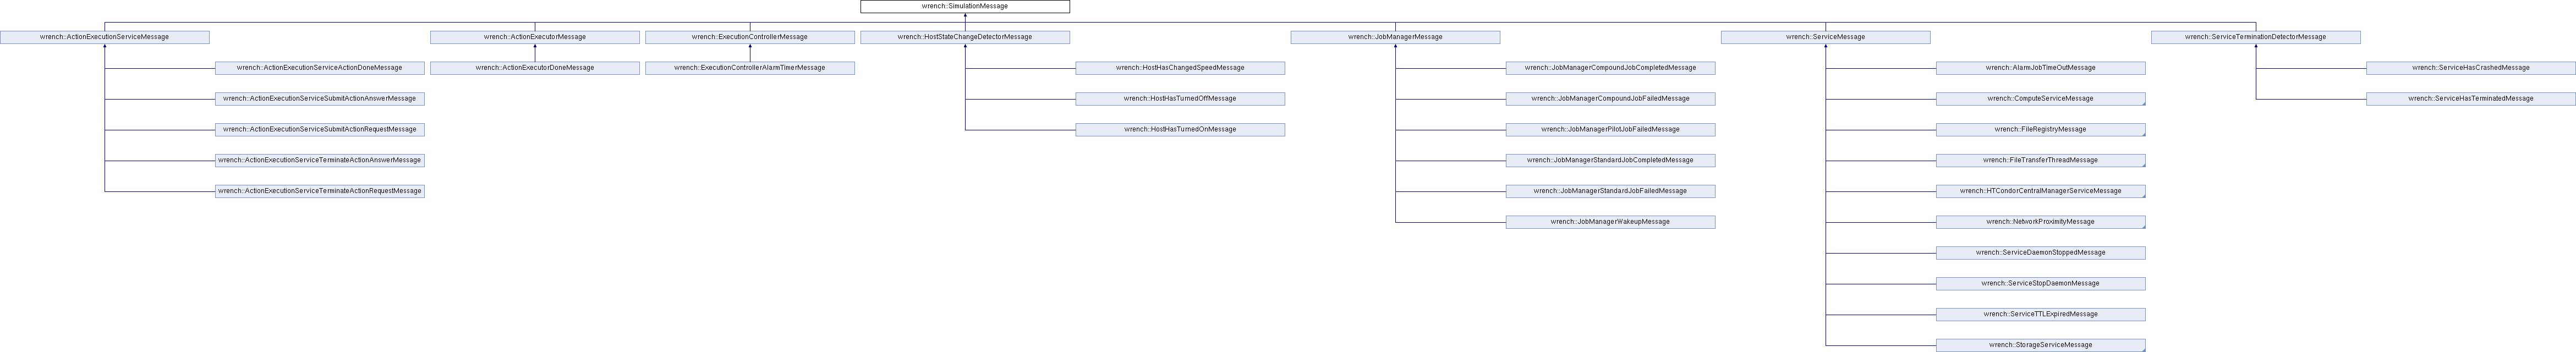 wrench::SimulationMessage
wrench::ActionExecutionServiceMessage
wrench::ActionExecutorMessage
wrench::ExecutionControllerMessage
wrench::HostStateChangeDetectorMessage
wrench::JobManagerMessage
wrench::ServiceMessage
wrench::ServiceTerminationDetectorMessage
wrench::ActionExecutionServiceActionDoneMessage
wrench::ActionExecutorDoneMessage
wrench::ExecutionControllerAlarmTimerMessage
wrench::HostHasChangedSpeedMessage
wrench::JobManagerCompoundJobCompletedMessage
wrench::AlarmJobTimeOutMessage
wrench::ServiceHasCrashedMessage
wrench::ActionExecutionServiceSubmitActionAnswerMessage
wrench::HostHasTurnedOffMessage
wrench::JobManagerCompoundJobFailedMessage
wrench::ComputeServiceMessage
wrench::ServiceHasTerminatedMessage
wrench::ActionExecutionServiceSubmitActionRequestMessage
wrench::HostHasTurnedOnMessage
wrench::JobManagerPilotJobFailedMessage
wrench::FileRegistryMessage
wrench::ActionExecutionServiceTerminateActionAnswerMessage
wrench::JobManagerStandardJobCompletedMessage
wrench::FileTransferThreadMessage
wrench::ActionExecutionServiceTerminateActionRequestMessage
wrench::JobManagerStandardJobFailedMessage
wrench::HTCondorCentralManagerServiceMessage
wrench::JobManagerWakeupMessage
wrench::NetworkProximityMessage
wrench::ServiceDaemonStoppedMessage
wrench::ServiceStopDaemonMessage
wrench::ServiceTTLExpiredMessage
wrench::StorageServiceMessage